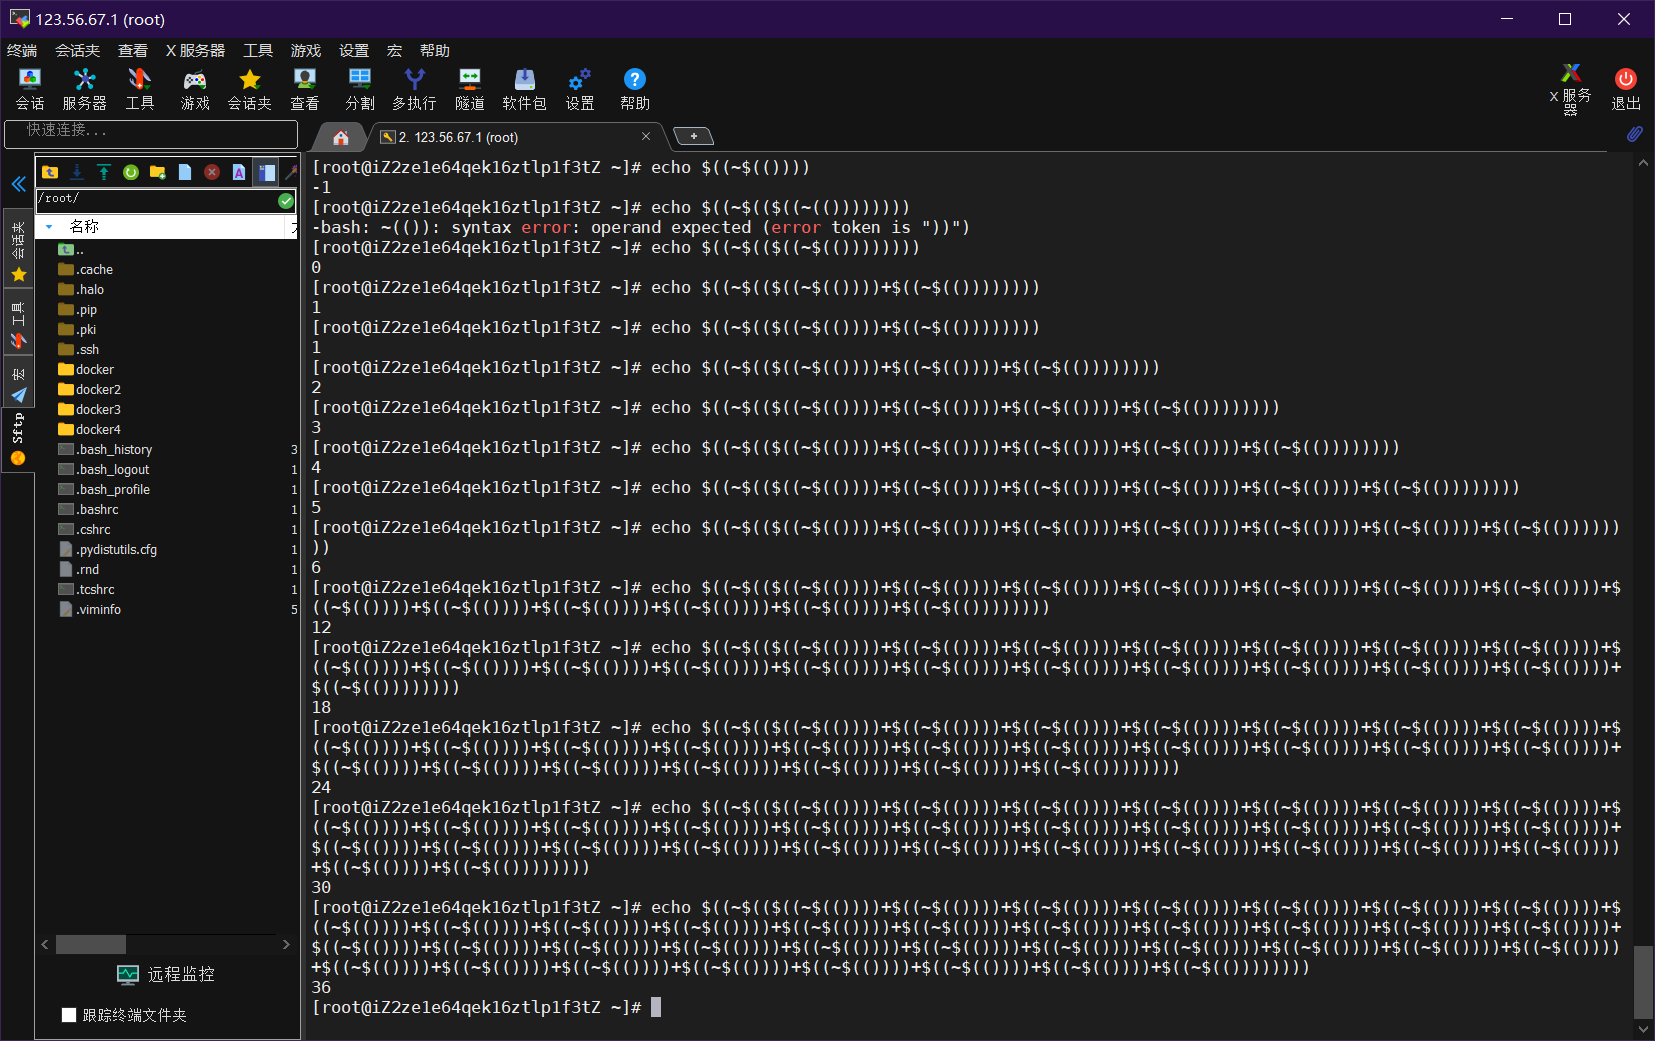 123.56.67.1 (root)
终端 会话夹 查看 X 服务器 工具 游戏 设置 宏 帮助
会话 服务器 工具 游戏 会话夹 查看 分割 多执行 隧道 软件包 设置 帮助 X 服务器 退出
快速连接...
2. 123.56.67.1 (root)
/root/
名称
..
.cache
.halo
.pip
.pki
.ssh
docker
docker2
docker3
docker4
.bash_history 3
.bash_logout 1
.bash_profile 1
.bashrc 1
.cshrc 1
.pydistutils.cfg 1
.rnd 1
.tcshrc 1
.viminfo 5
会话夹
工具
宏
Sftp
远程监控
跟踪终端文件夹
[root@iZ2ze1e64qek16ztlp1f3tZ ~]# echo $((~$(())))
-1
[root@iZ2ze1e64qek16ztlp1f3tZ ~]# echo $((~$(($((~(())))))))
-bash: ~(()): syntax error: operand expected (error token is "))")
[root@iZ2ze1e64qek16ztlp1f3tZ ~]# echo $((~$(($((~$(())))))))
0
[root@iZ2ze1e64qek16ztlp1f3tZ ~]# echo $((~$(($((~$(())))+$((~$(())))))))
1
[root@iZ2ze1e64qek16ztlp1f3tZ ~]# echo $((~$(($((~$(())))+$((~$(())))))))
1
[root@iZ2ze1e64qek16ztlp1f3tZ ~]# echo $((~$(($((~$(())))+$((~$(())))+$((~$(())))))))
2
[root@iZ2ze1e64qek16ztlp1f3tZ ~]# echo $((~$(($((~$(())))+$((~$(())))+$((~$(())))+$((~$(())))))))
3
[root@iZ2ze1e64qek16ztlp1f3tZ ~]# echo $((~$(($((~$(())))+$((~$(())))+$((~$(())))+$((~$(())))+$((~$(())))))))
4
[root@iZ2ze1e64qek16ztlp1f3tZ ~]# echo $((~$(($((~$(())))+$((~$(())))+$((~$(())))+$((~$(())))+$((~$(())))+$((~$(())))))))
5
[root@iZ2ze1e64qek16ztlp1f3tZ ~]# echo $((~$(($((~$(())))+$((~$(())))+$((~$(())))+$((~$(())))+$((~$(())))+$((~$(())))+$((~$(())))))
))
6
[root@iZ2ze1e64qek16ztlp1f3tZ ~]# echo $((~$(($((~$(())))+$((~$(())))+$((~$(())))+$((~$(())))+$((~$(())))+$((~$(())))+$((~$(())))+$
((~$(())))+$((~$(())))+$((~$(())))+$((~$(())))+$((~$(())))+$((~$(())))))))
12
[root@iZ2ze1e64qek16ztlp1f3tZ ~]# echo $((~$(($((~$(())))+$((~$(())))+$((~$(())))+$((~$(())))+$((~$(())))+$((~$(())))+$((~$(())))+$
((~$(())))+$((~$(())))+$((~$(())))+$((~$(())))+$((~$(())))+$((~$(())))+$((~$(())))+$((~$(())))+$((~$(())))+$((~$(())))+$((~$(())))+
$((~$(())))))))
18
[root@iZ2ze1e64qek16ztlp1f3tZ ~]# echo $((~$(($((~$(())))+$((~$(())))+$((~$(())))+$((~$(())))+$((~$(())))+$((~$(())))+$((~$(())))+$
((~$(())))+$((~$(())))+$((~$(())))+$((~$(())))+$((~$(())))+$((~$(())))+$((~$(())))+$((~$(())))+$((~$(())))+$((~$(())))+$((~$(())))+
$((~$(())))+$((~$(())))+$((~$(())))+$((~$(())))+$((~$(())))+$((~$(())))+$((~$(())))))))
24
[root@iZ2ze1e64qek16ztlp1f3tZ ~]# echo $((~$(($((~$(())))+$((~$(())))+$((~$(())))+$((~$(())))+$((~$(())))+$((~$(())))+$((~$(())))+$
((~$(())))+$((~$(())))+$((~$(())))+$((~$(())))+$((~$(())))+$((~$(())))+$((~$(())))+$((~$(())))+$((~$(())))+$((~$(())))+$((~$(())))+
$((~$(())))+$((~$(())))+$((~$(())))+$((~$(())))+$((~$(())))+$((~$(())))+$((~$(())))+$((~$(())))+$((~$(())))+$((~$(())))+$((~$(())))
+$((~$(())))+$((~$(())))))))
30
[root@iZ2ze1e64qek16ztlp1f3tZ ~]# echo $((~$(($((~$(())))+$((~$(())))+$((~$(())))+$((~$(())))+$((~$(())))+$((~$(())))+$((~$(())))+$
((~$(())))+$((~$(())))+$((~$(())))+$((~$(())))+$((~$(())))+$((~$(())))+$((~$(())))+$((~$(())))+$((~$(())))+$((~$(())))+$((~$(())))+
$((~$(())))+$((~$(())))+$((~$(())))+$((~$(())))+$((~$(())))+$((~$(())))+$((~$(())))+$((~$(())))+$((~$(())))+$((~$(())))+$((~$(())))
+$((~$(())))+$((~$(())))+$((~$(())))+$((~$(())))+$((~$(())))+$((~$(())))+$((~$(())))+$((~$(())))))))
36
[root@iZ2ze1e64qek16ztlp1f3tZ ~]#